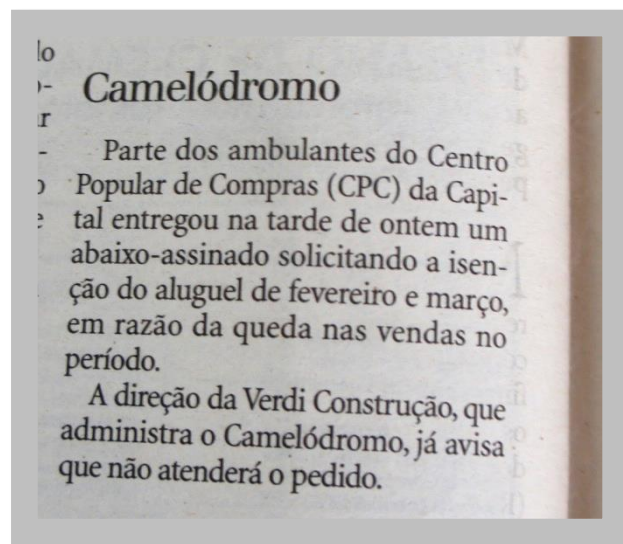 Camelódromo
Parte dos ambulantes do Centro
Popular de Compras (CPC) da Capi-
tal entregou na tarde de ontem um
abaixo-assinado solicitando a isen-
ção do aluguel de fevereiro e março,
em razão da queda nas vendas no
período.
A direção da Verdi Construção, que
administra o Camelódromo, já avisa
que não atenderá o pedido.